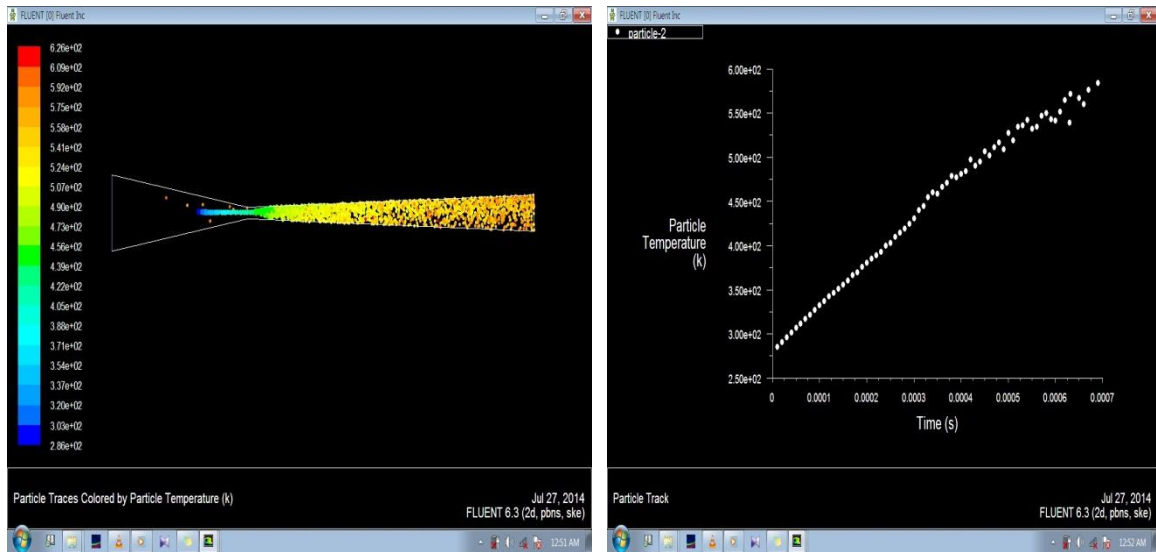 FLUENT [0] Fluent Inc
6.26e+02
6.09e+02
5.92e+02
5.75e+02
5.58e+02
5.41e+02
5.24e+02
5.07e+02
4.90e+02
4.73e+02
4.56e+02
4.39e+02
4.22e+02
4.05e+02
3.88e+02
3.71e+02
3.54e+02
3.37e+02
3.20e+02
3.03e+02
2.86e+02
Particle Traces Colored by Particle Temperature (k)
Jul 27, 2014
FLUENT 6.3 (2d, pbns, ske)
12:51 AM
FLUENT [0] Fluent Inc
particle-2
6.00e+02
5.50e+02
5.00e+02
4.50e+02
4.00e+02
3.50e+02
3.00e+02
2.50e+02
Particle
Temperature
(k)
0 0.0001 0.0002 0.0003 0.0004 0.0005 0.0006 0.0007
Time (s)
Particle Track
Jul 27, 2014
FLUENT 6.3 (2d, pbns, ske)
12:52 AM